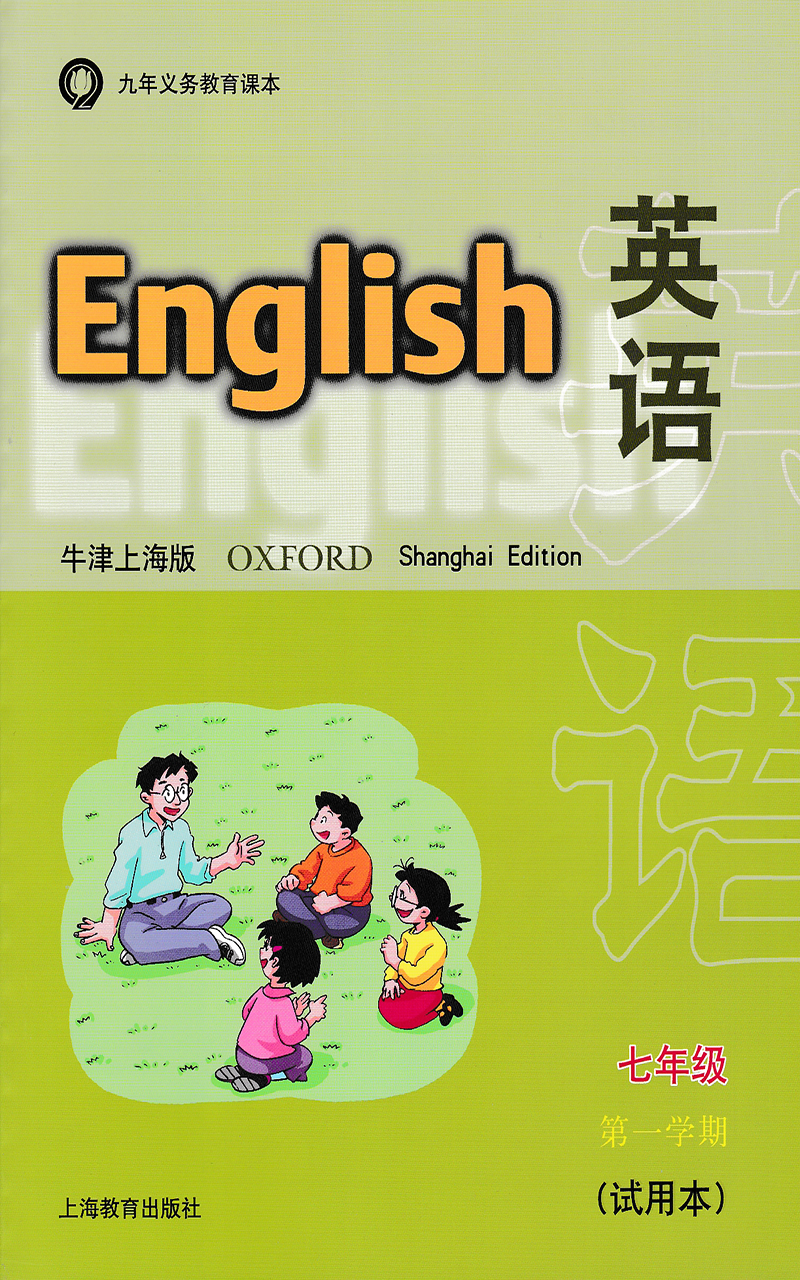 九年义务教育课本
English
英语
牛津上海版 OXFORD Shanghai Edition
七年级
第一学期
(试用本)
上海教育出版社